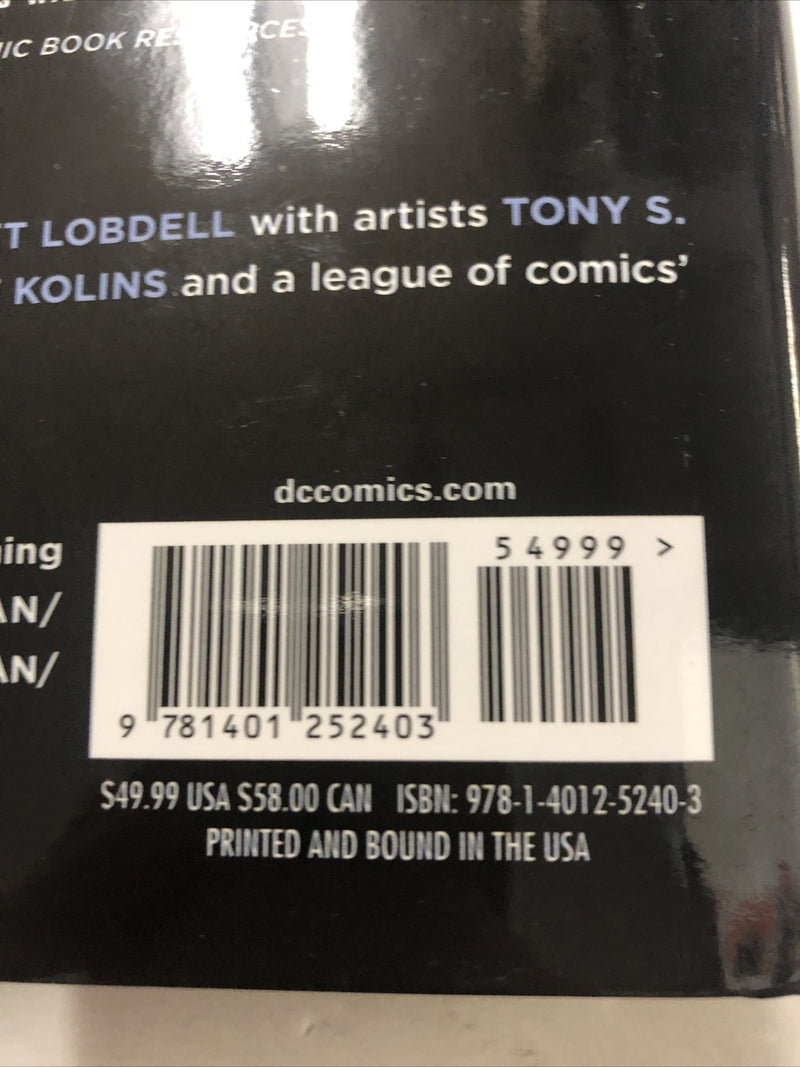 IC BOOK RE
RCES
T LOBDELL with artists TONY S.
KOLINS and a league of comics’
dccomics.com
ing
AN/
AN/
54999 >
9 781401 252403
$49.99 USA $58.00 CAN ISBN: 978-1-4012-5240-3
PRINTED AND BOUND IN THE USA